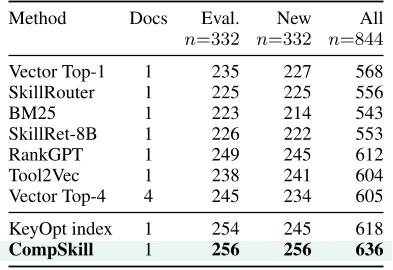 Method Docs Eval. New All
n=332 n=332 n=844
Vector Top-1 1 235 227 568
SkillRouter 1 225 225 556
BM25 1 223 214 543
SkillRet-8B 1 226 222 553
RankGPT 1 249 245 612
Tool2Vec 1 238 241 604
Vector Top-4 4 245 234 605
KeyOpt index 1 254 245 618
CompSkill 1 256 256 636